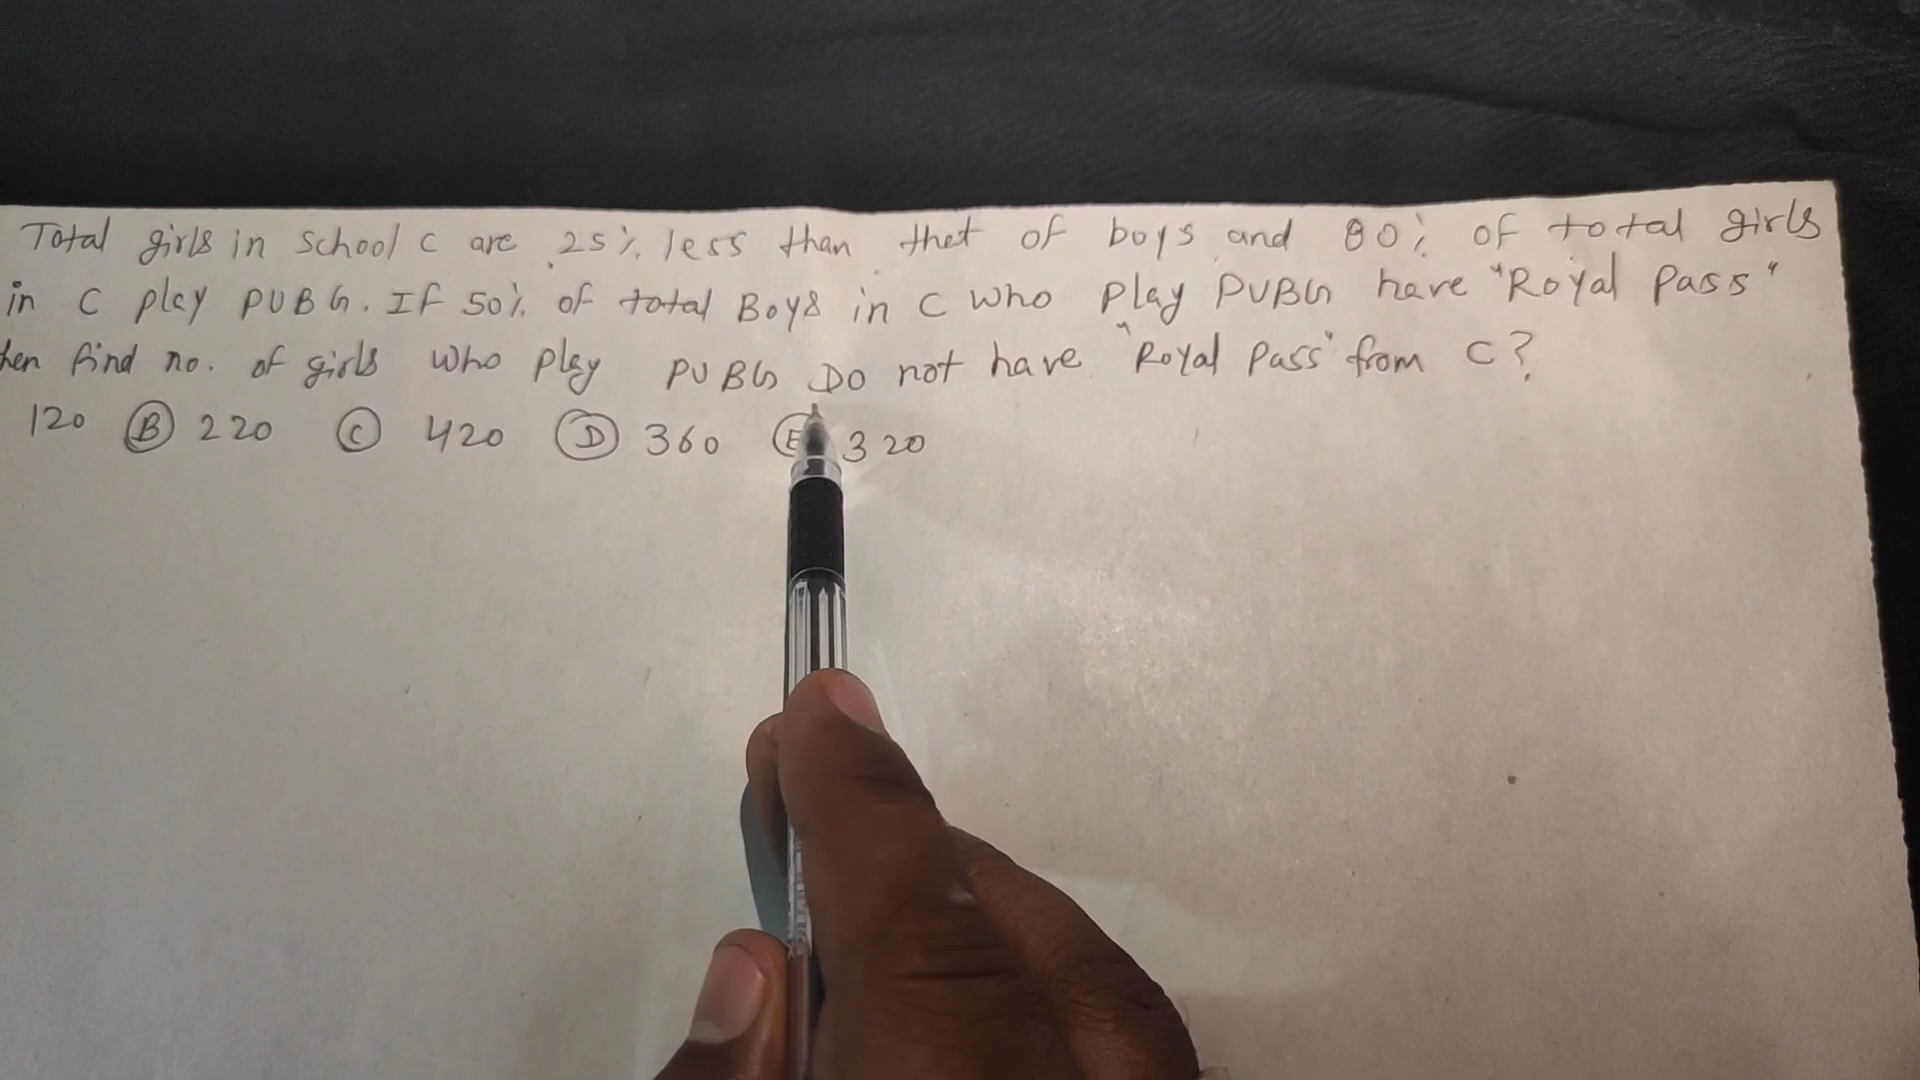 Total girls in School C are 25% less than thet of boys and 80% of total girls
in C play PUBG. If 50% of total Boys in C who play PUBG have "Royal Pass"
hen find no. of girls who play PUBG Do not have "Royal Pass" from C?
120 (B) 220 (C) 420 (D) 360 (E) 320